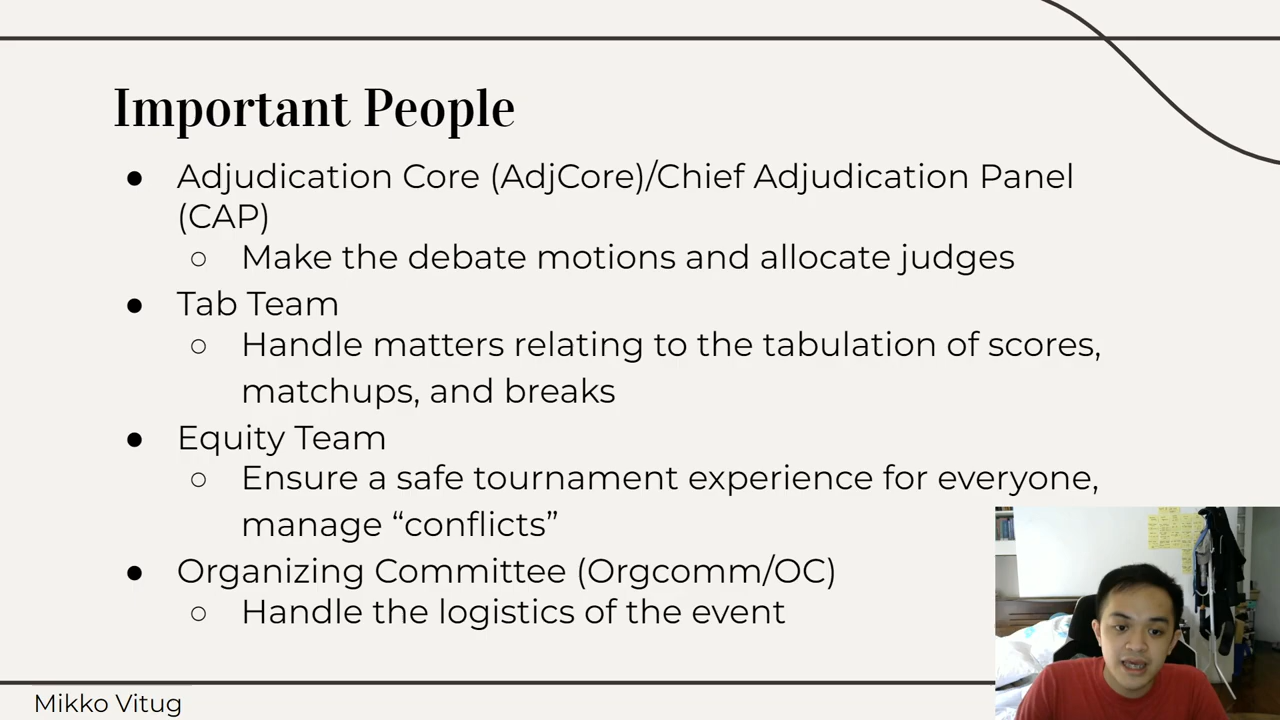 Important People
● Adjudication Core (AdjCore)/Chief Adjudication Panel
(CAP)
○ Make the debate motions and allocate judges
● Tab Team
○ Handle matters relating to the tabulation of scores,
matchups, and breaks
● Equity Team
○ Ensure a safe tournament experience for everyone,
manage “conflicts”
● Organizing Committee (Orgcomm/OC)
○ Handle the logistics of the event
Mikko Vitug